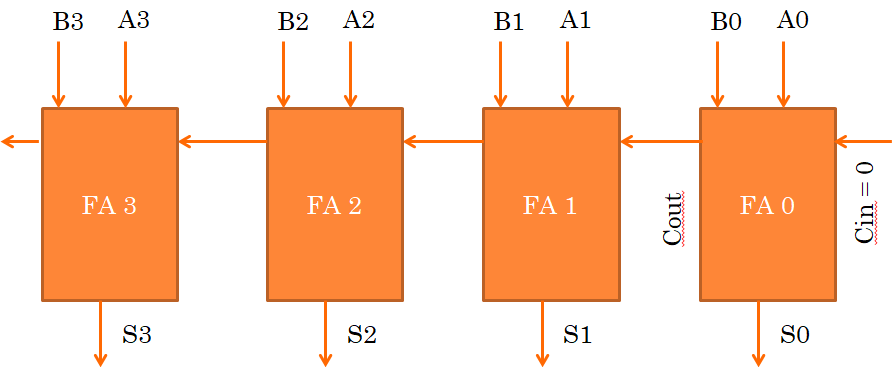 B3 A3 B2 A2 B1 A1 B0 A0
FA 3 FA 2 FA 1 FA 0
Cout
Cin = 0
S3 S2 S1 S0